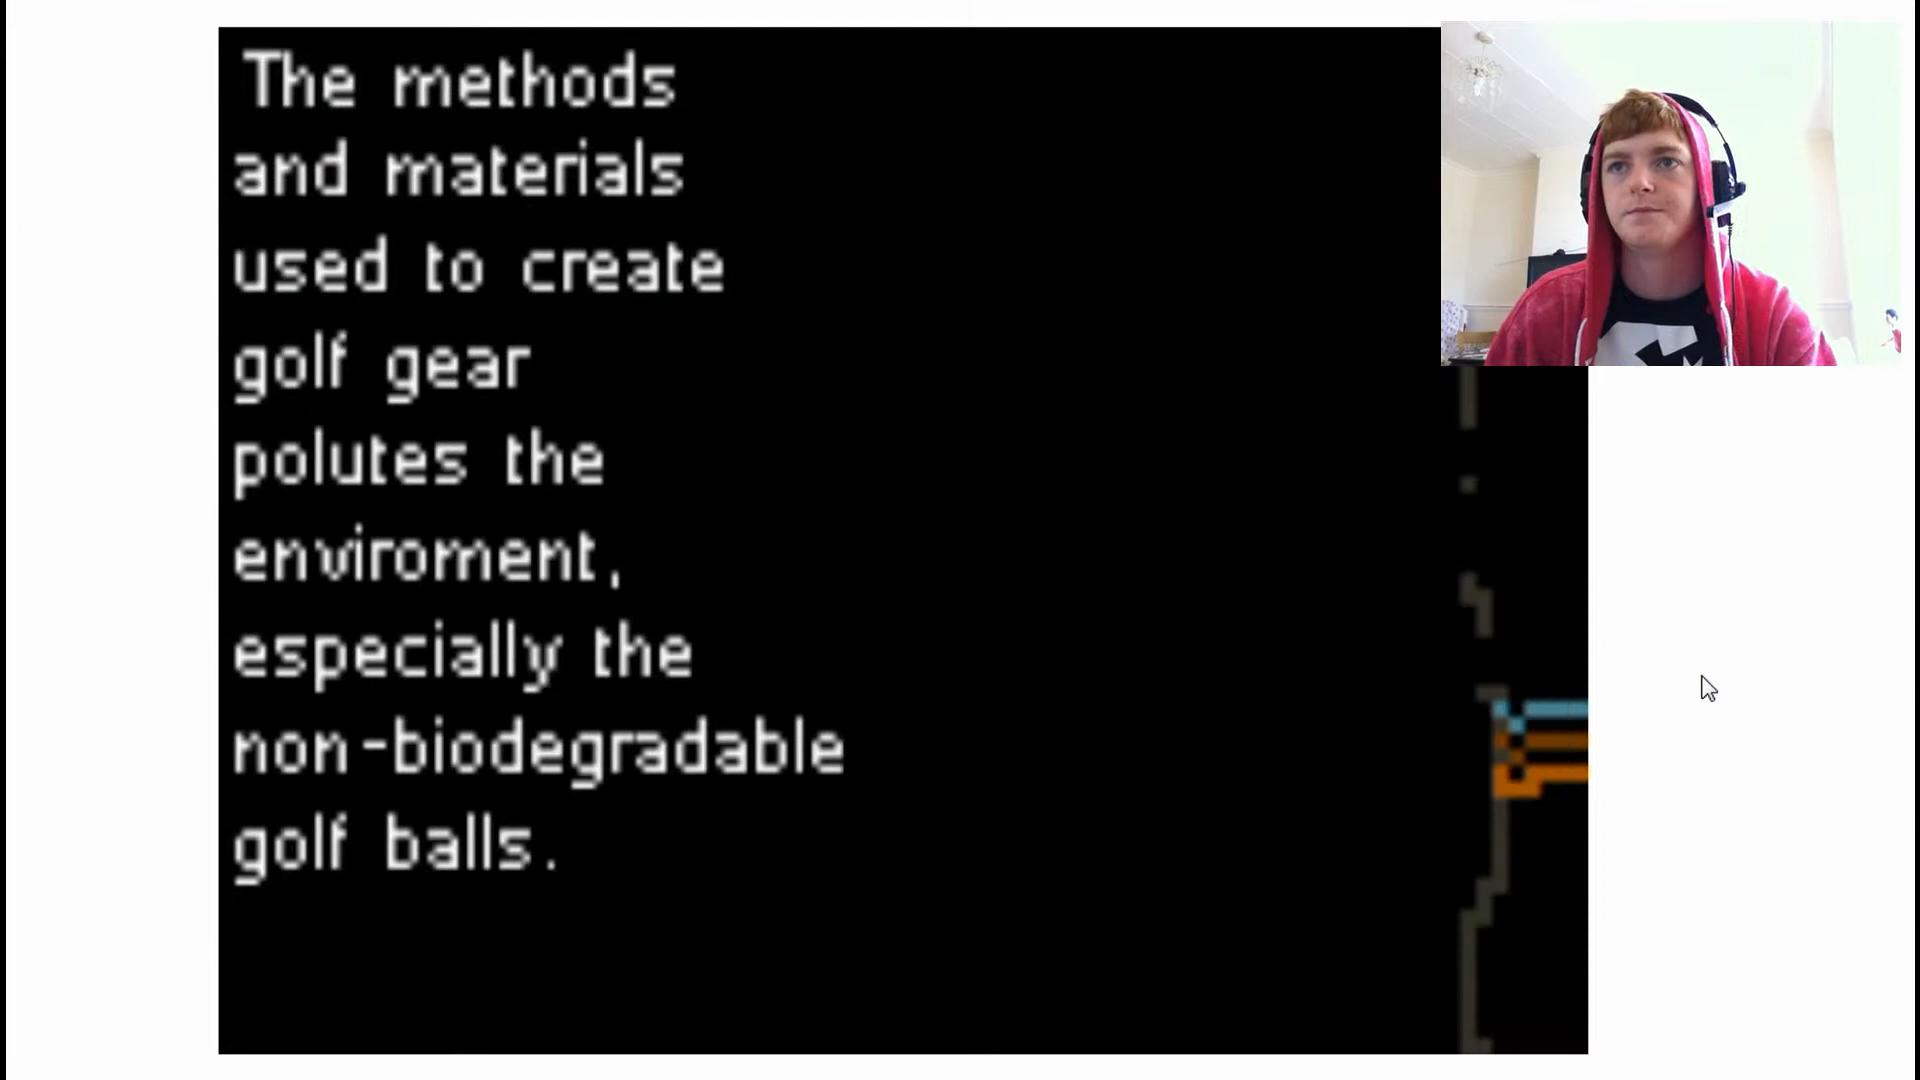 The methods
and materials
used to create
golf gear
polutes the
enviroment,
especially the
non-biodegradable
golf balls.